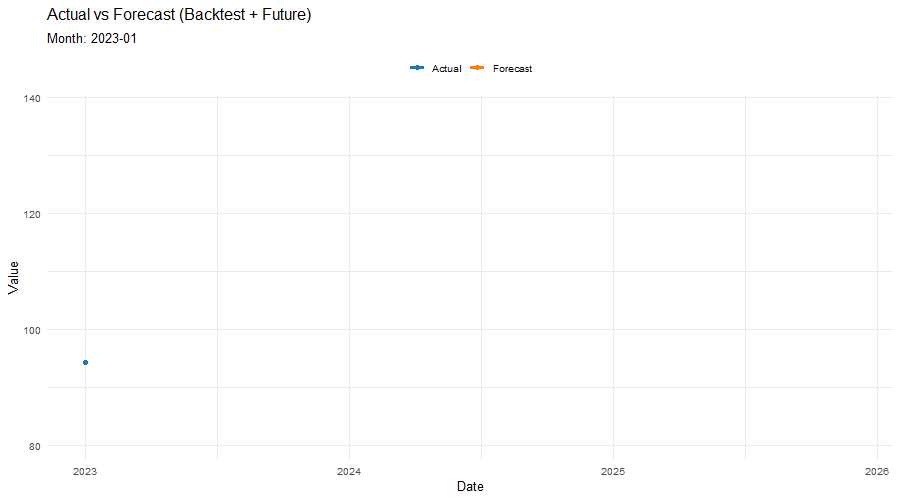 Actual vs Forecast (Backtest + Future)
Month: 2023-01
Actual Forecast
140
120
100
80
Value
2023 2024 2025 2026
Date